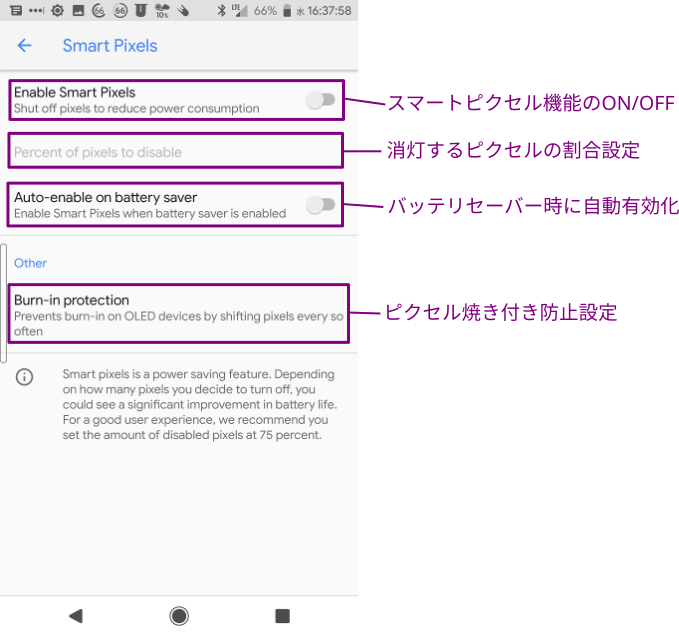 66 66 10% LTE 66% 16:37:58
Smart Pixels
Enable Smart Pixels
Shut off pixels to reduce power consumption
スマートピクセル機能のON/OFF
Percent of pixels to disable
消灯するピクセルの割合設定
Auto-enable on battery saver
Enable Smart Pixels when battery saver is enabled
バッテリセーバー時に自動有効化
Other
Burn-in protection
Prevents burn-in on OLED devices by shifting pixels every so
often
ピクセル焼き付き防止設定
Smart pixels is a power saving feature. Depending
on how many pixels you decide to turn off, you
could see a significant improvement in battery life.
For a good user experience, we recommend you
set the amount of disabled pixels at 75 percent.